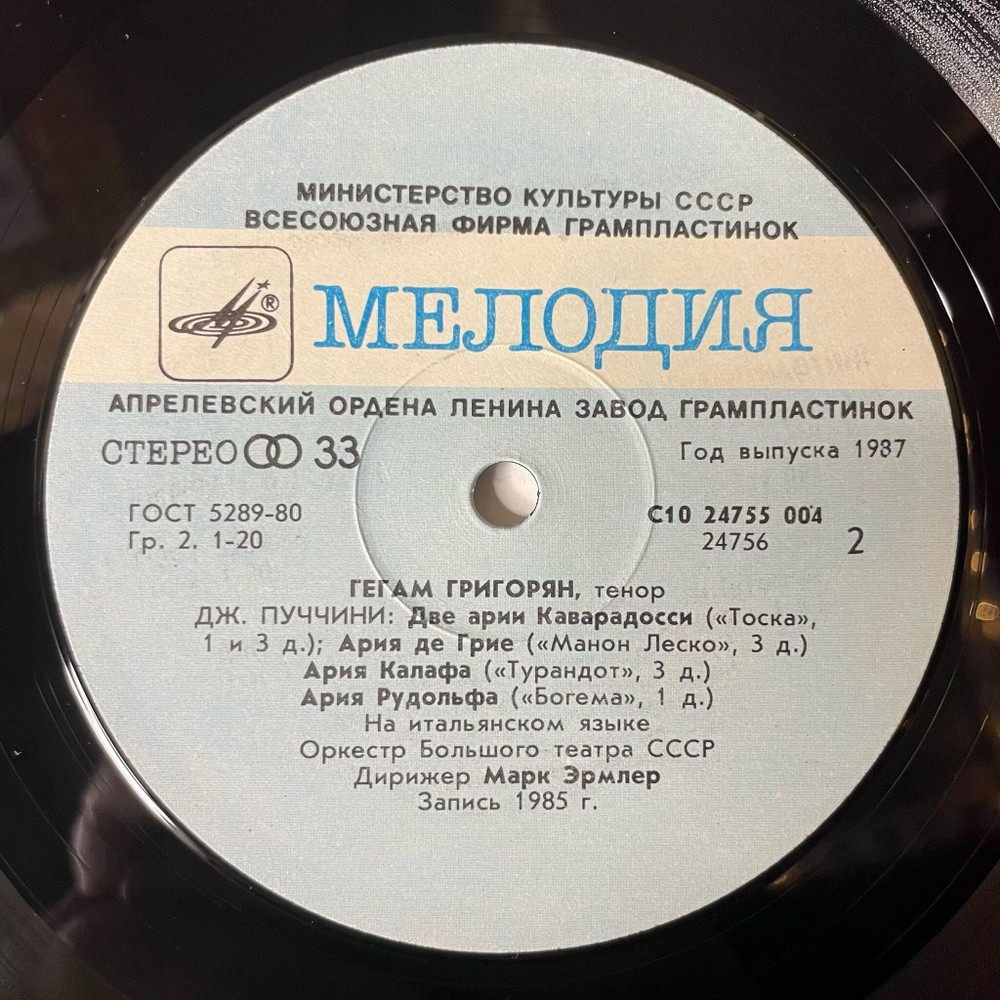 МИНИСТЕРСТВО КУЛЬТУРЫ СССР
ВСЕСОЮЗНАЯ ФИРМА ГРАМПЛАСТИНОК
® МЕЛОДИЯ
АПРЕЛЕВСКИЙ ОРДЕНА ЛЕНИНА ЗАВОД ГРАМПЛАСТИНОК
СТЕРЕО 33 Год выпуска 1987
ГОСТ 5289-80 С10 24755 004
Гр. 2. 1-20 24756 2
ГЕГАМ ГРИГОРЯН, тенор
ДЖ. ПУЧЧИНИ: Две арии Каварадосси («Тоска»,
1 и 3 д.); Ария де Грие («Манон Леско», 3 д.)
Ария Калафа («Турандот», 3 д.)
Ария Рудольфа («Богема», 1 д.)
На итальянском языке
Оркестр Большого театра СССР
Дирижер Марк Эрмлер
Запись 1985 г.